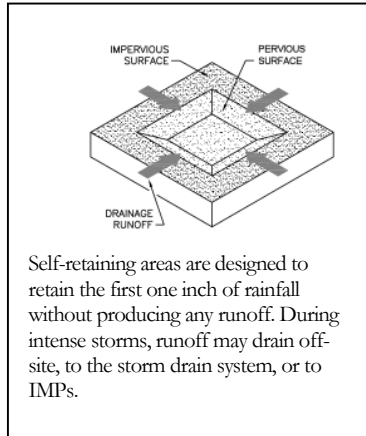 IMPERVIOUS
SURFACE
PERVIOUS
SURFACE
DRAINAGE
RUNOFF
Self-retaining areas are designed to
retain the first one inch of rainfall
without producing any runoff. During
intense storms, runoff may drain off-
site, to the storm drain system, or to
IMPs.